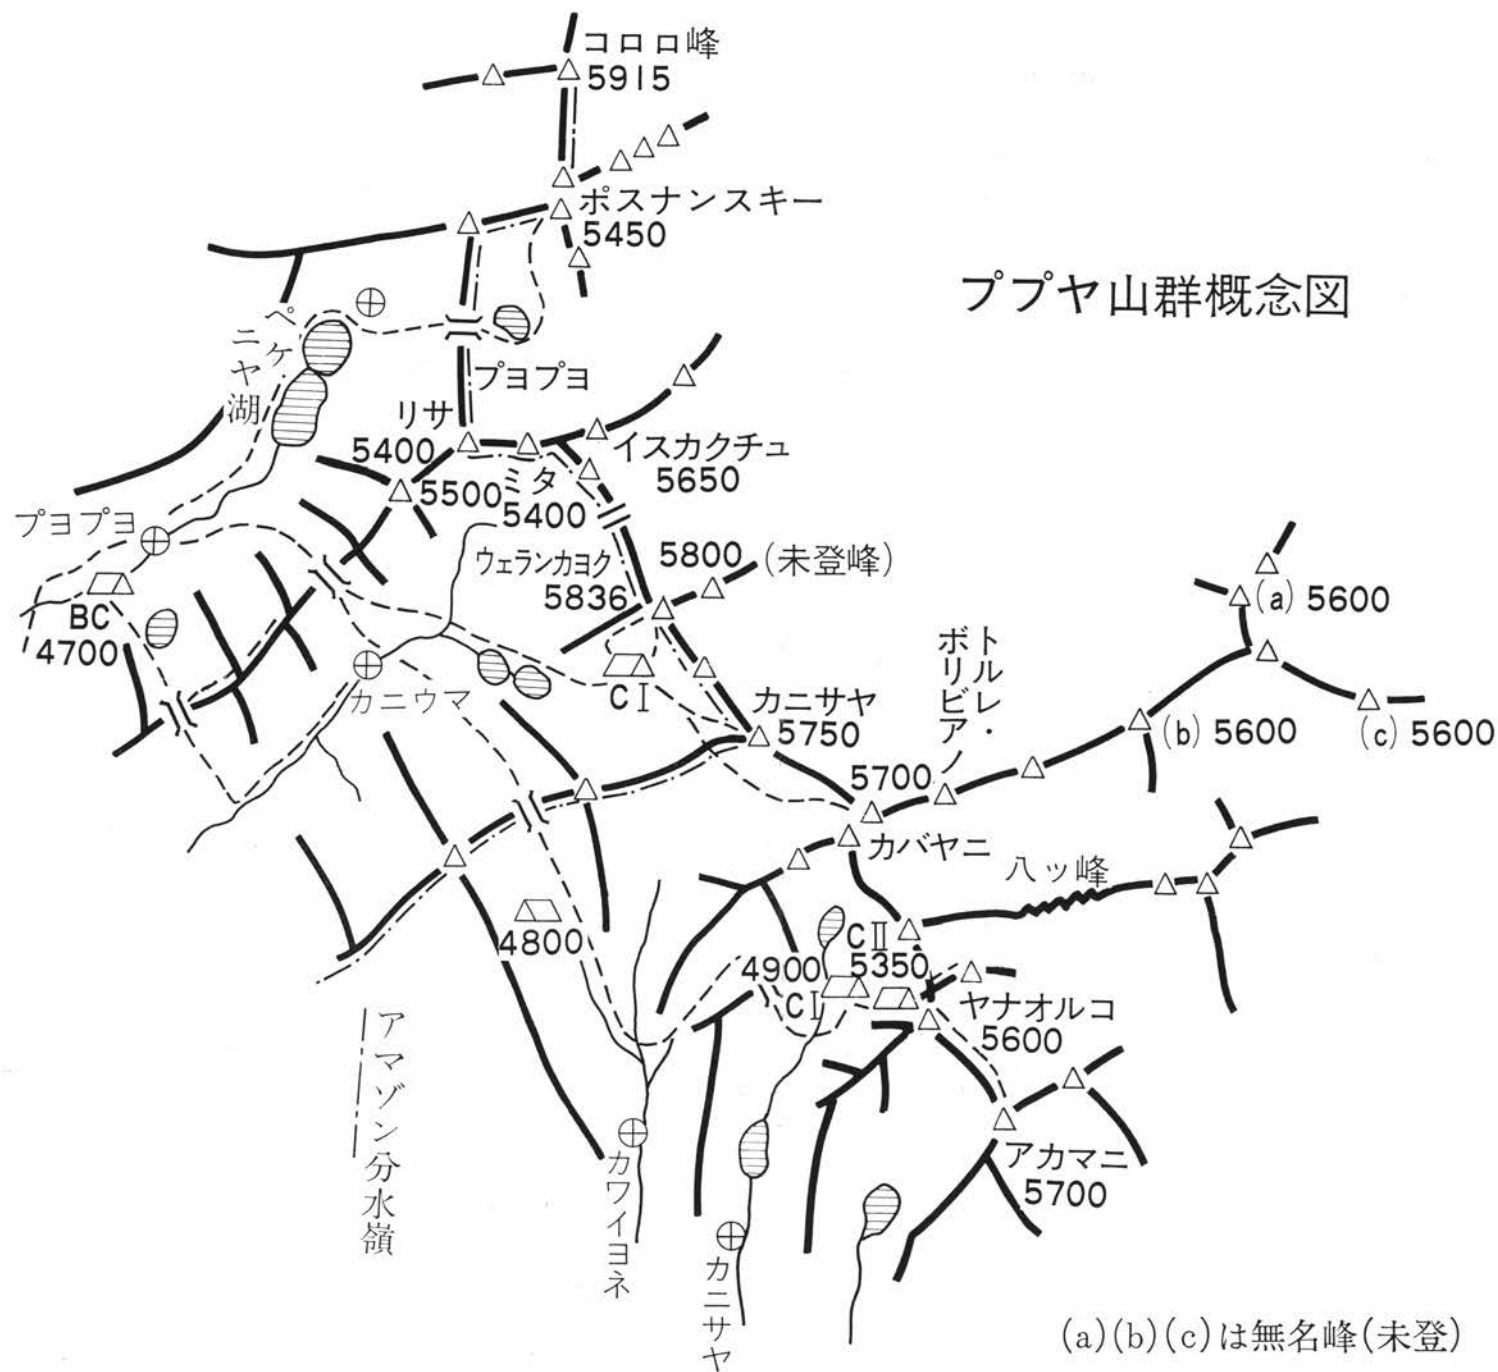 コロロ峰
5915
ポスナンスキー
5450
ププヤ山群概念図
ペケニヤ湖
プヨプヨ
リサ
5400
イスカクチュ
5650
5500
ミタ
5400
プヨプヨ
ウェランカヨク
5836
5800 (未登峰)
BC
4700
(a) 5600
トルレ・
ボリビアノ
カニウマ
CI
カニサヤ
5750
(b) 5600
(c) 5600
5700
カバヤニ
八ッ峰
4800
4900
CI
CII
5350
ヤナオルコ
5600
アマゾン分水嶺
アカマニ
5700
カワイヨネ
カニサヤ
(a)(b)(c)は無名峰(未登)